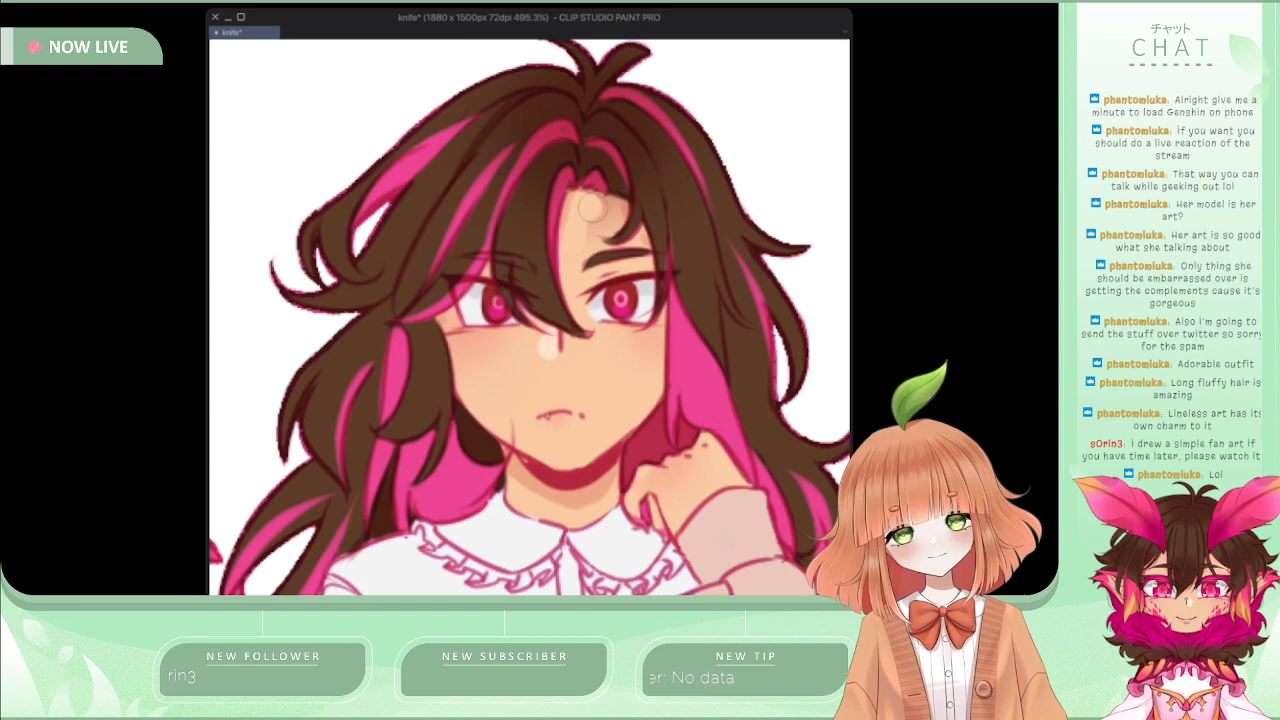 knife* (1880 x 1500px 72dpi 495.3%) - CLIP STUDIO PAINT PRO
knife*
NOW LIVE
チャット
CHAT
phantomluka: Alright give me a
minute to load Genshin on phone
phantomluka: If you want you
should do a live reaction of the
stream
phantomluka: That way you can
talk while geeking out lol
phantomluka: Her model is her
art?
phantomluka: Her art is so good
what she talking about
phantomluka: Only thing she
should be embarrassed over is
getting the complements cause it's
gorgeous
phantomluka: Also i'm going to
send the stuff over twitter so sorry
for the spam
phantomluka: Adorable outfit
phantomluka: Long fluffy hair is
amazing
phantomluka: Lineless art has its
own charm to it
s0rin3: i drew a simple fan art if
you have time later, please watch it
phantomluka: Lol
NEW FOLLOWER
rin3
NEW SUBSCRIBER
NEW TIP
er: No data